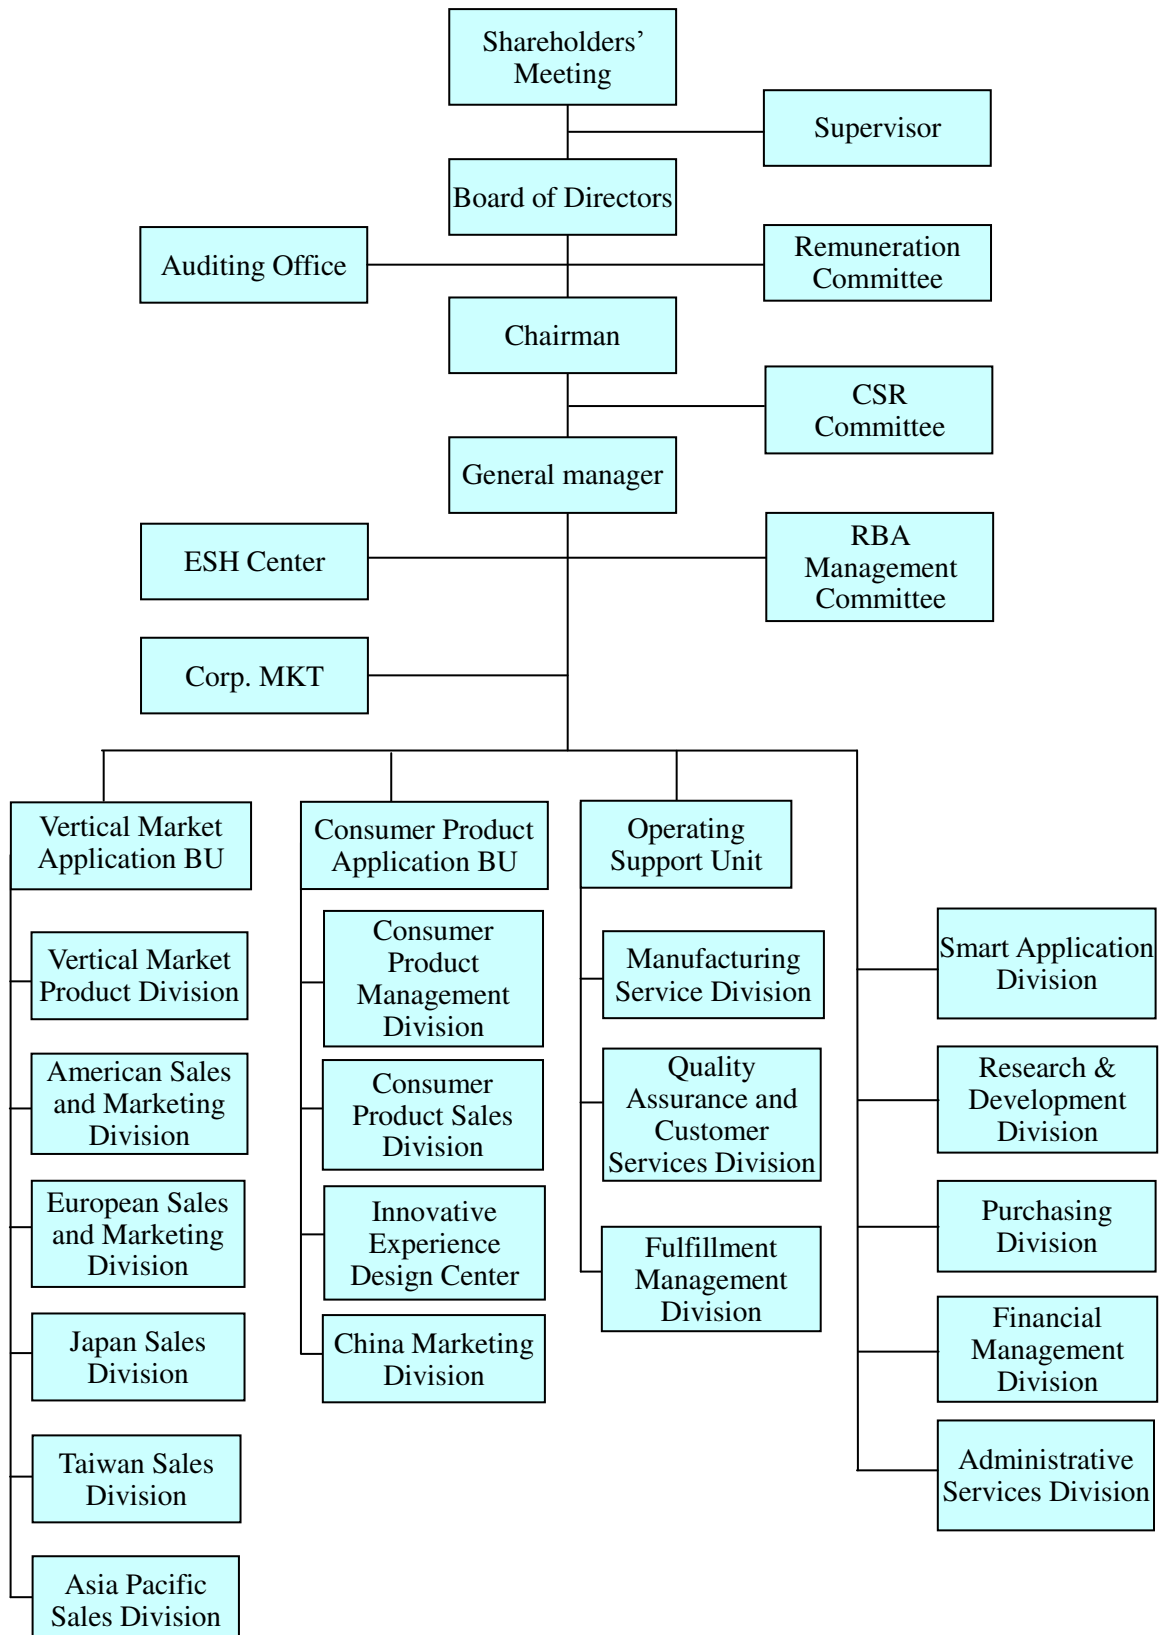 Shareholders’
Meeting
Supervisor
Board of Directors
Auditing Office
Remuneration
Committee
Chairman
CSR
Committee
General manager
ESH Center
RBA
Management
Committee
Corp. MKT
Vertical Market
Application BU
Vertical Market
Product Division
American Sales
and Marketing
Division
European Sales
and Marketing
Division
Japan Sales
Division
Taiwan Sales
Division
Asia Pacific
Sales Division
Consumer Product
Application BU
Consumer
Product
Management
Division
Consumer
Product Sales
Division
Innovative
Experience
Design Center
China Marketing
Division
Operating
Support Unit
Manufacturing
Service Division
Quality
Assurance and
Customer
Services Division
Fulfillment
Management
Division
Smart Application
Division
Research &
Development
Division
Purchasing
Division
Financial
Management
Division
Administrative
Services Division